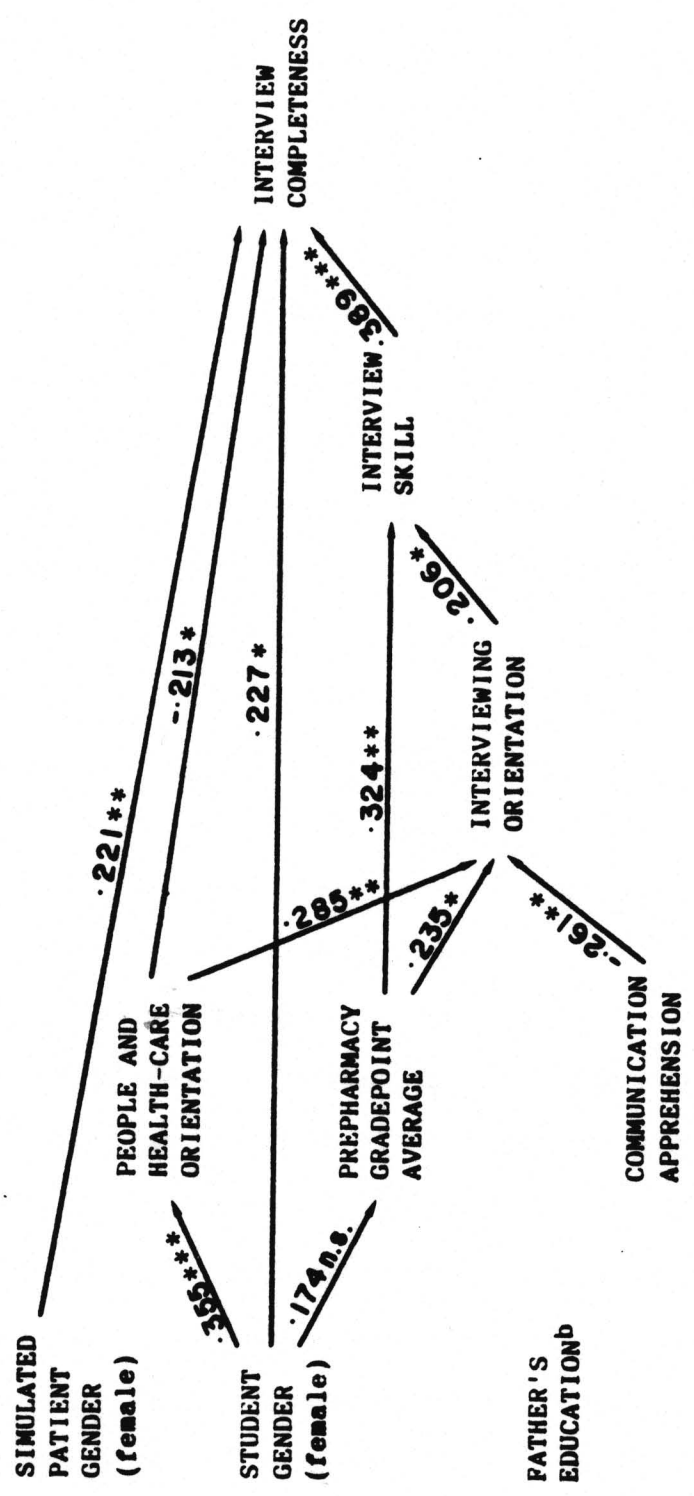 SIMULATED
PATIENT
GENDER
(female)
.221**
INTERVIEW
COMPLETENESS
PEOPLE AND
HEALTH-CARE
ORIENTATION
-.213*
.355***
STUDENT
GENDER
(female)
.227*
.174 n.s.
.285**
PREPHARMACY
GRADEPOINT
AVERAGE
.324**
.235*
INTERVIEW
SKILL
.389***
.206*
INTERVIEWING
ORIENTATION
-.261**
FATHER'S
EDUCATIONb
COMMUNICATION
APPREHENSION